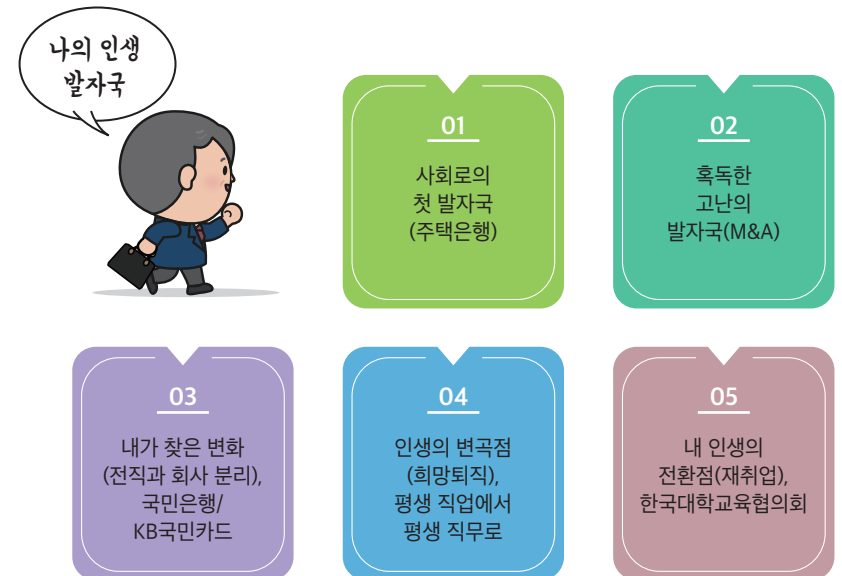 나의 인생
발자국
01
사회로의
첫 발자국
(주택은행)
02
혹독한
고난의
발자국(M&A)
03
내가 찾은 변화
(전직과 회사 분리),
국민은행/
KB국민카드
04
인생의 변곡점
(희망퇴직),
평생 직업에서
평생 직무로
05
내 인생의
전환점(재취업),
한국대학교육협의회